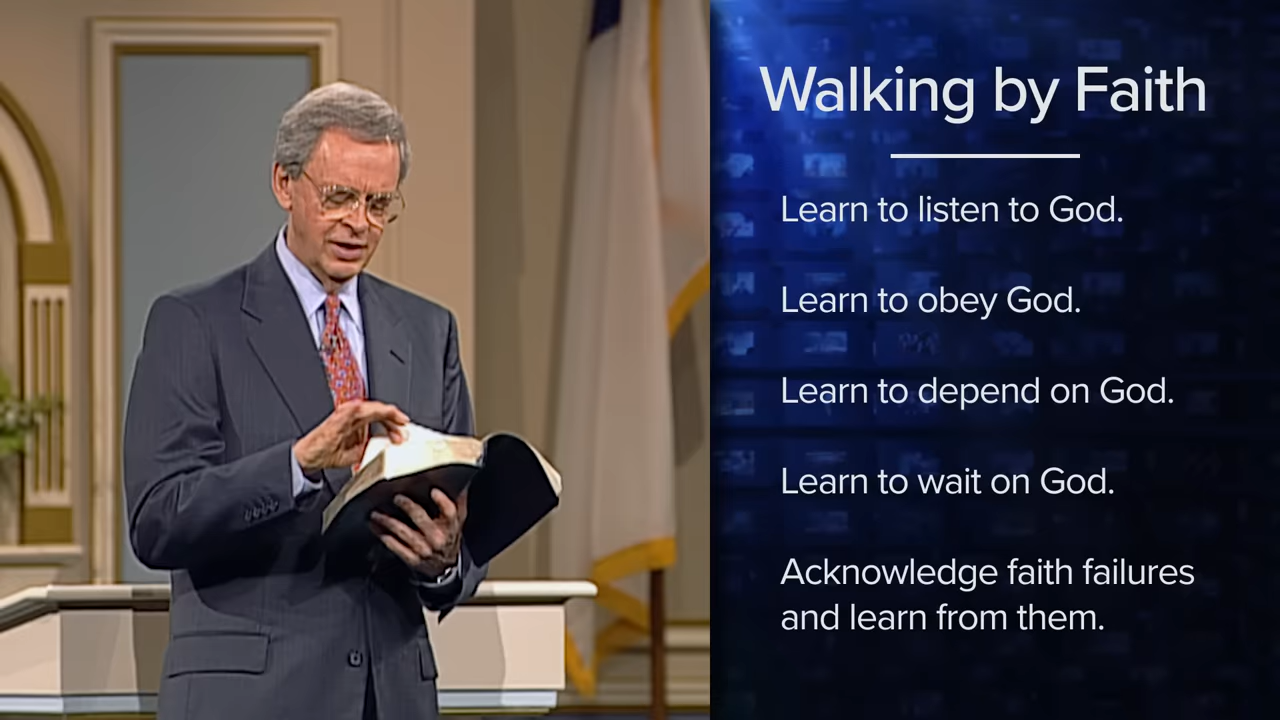 Walking by Faith
Learn to listen to God.
Learn to obey God.
Learn to depend on God.
Learn to wait on God.
Acknowledge faith failures
and learn from them.